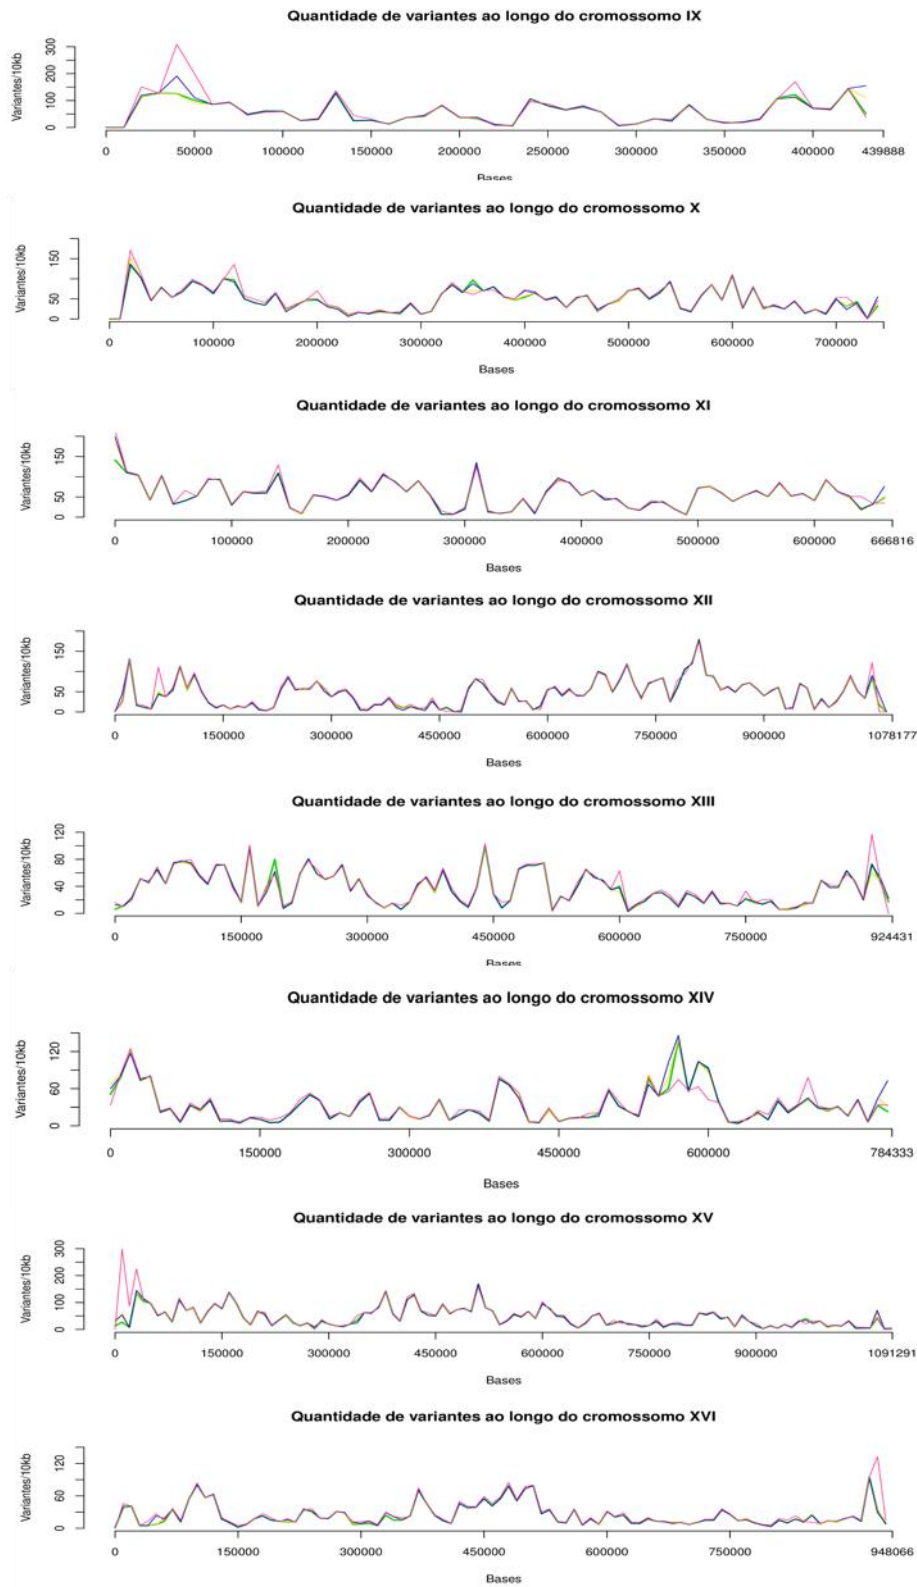 Quantidade de variantes ao longo do cromossomo IX
Variantes/10kb
0 100 200 300
0 50000 100000 150000 200000 250000 300000 350000 400000 439888
Bases
Quantidade de variantes ao longo do cromossomo X
Variantes/10kb
0 50 150
0 100000 200000 300000 400000 500000 600000 700000
Bases
Quantidade de variantes ao longo do cromossomo XI
Variantes/10kb
0 50 150
0 100000 200000 300000 400000 500000 600000 666816
Bases
Quantidade de variantes ao longo do cromossomo XII
Variantes/10kb
0 50 150
0 150000 300000 450000 600000 750000 900000 1078177
Bases
Quantidade de variantes ao longo do cromossomo XIII
Variantes/10kb
0 40 80 120
0 150000 300000 450000 600000 750000 924431
Bases
Quantidade de variantes ao longo do cromossomo XIV
Variantes/10kb
0 60 120
0 150000 300000 450000 600000 784333
Bases
Quantidade de variantes ao longo do cromossomo XV
Variantes/10kb
0 100 200 300
0 150000 300000 450000 600000 750000 900000 1091291
Bases
Quantidade de variantes ao longo do cromossomo XVI
Variantes/10kb
0 60 120
0 150000 300000 450000 600000 750000 948066
Bases